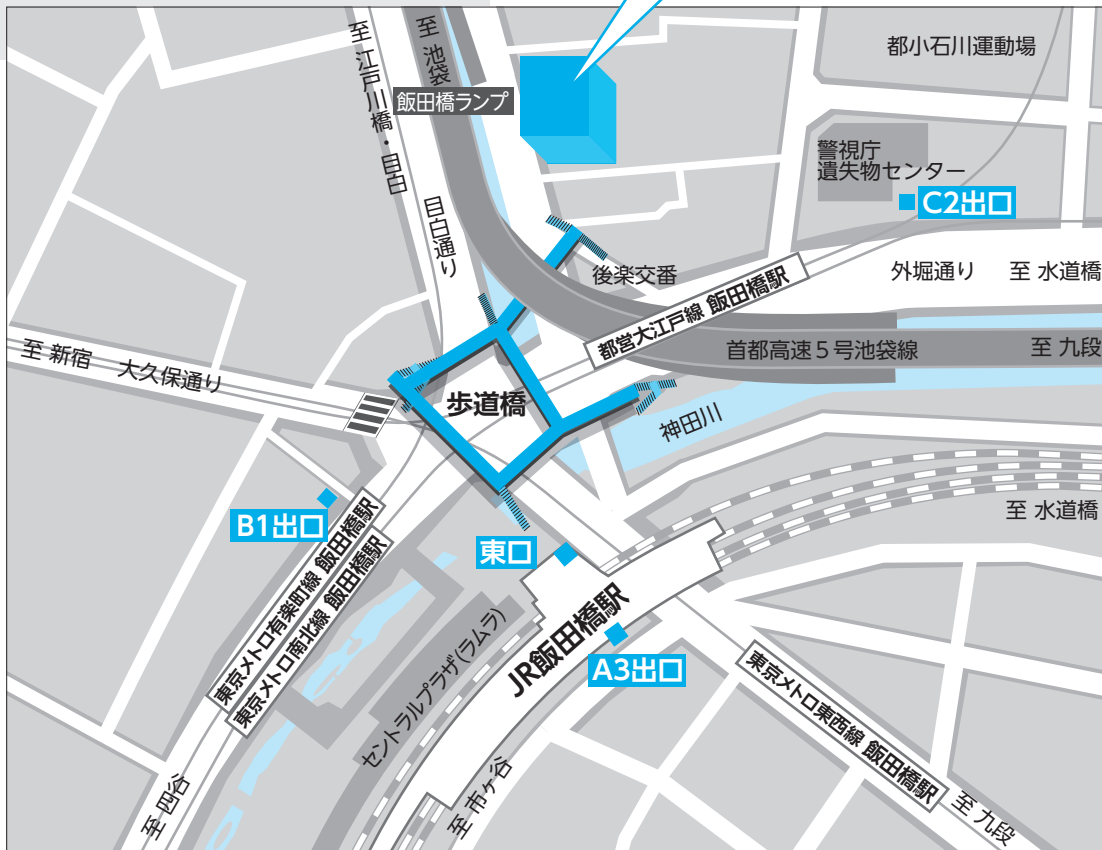 至 江戸川橋・目白
至 池袋
飯田橋ランプ
都小石川運動場
警視庁
遺失物センター
C2出口
目白通り
後楽交番
外堀通り
至 水道橋
都営大江戸線 飯田橋駅
首都高速５号池袋線
至 九段
至 新宿
大久保通り
歩道橋
神田川
至 水道橋
B1出口
東口
東京メトロ有楽町線 飯田橋駅
東京メトロ南北線 飯田橋駅
セントラルプラザ(ラムラ)
JR飯田橋駅
A3出口
東京メトロ東西線 飯田橋駅
至 四谷
至 市ヶ谷
至 九段